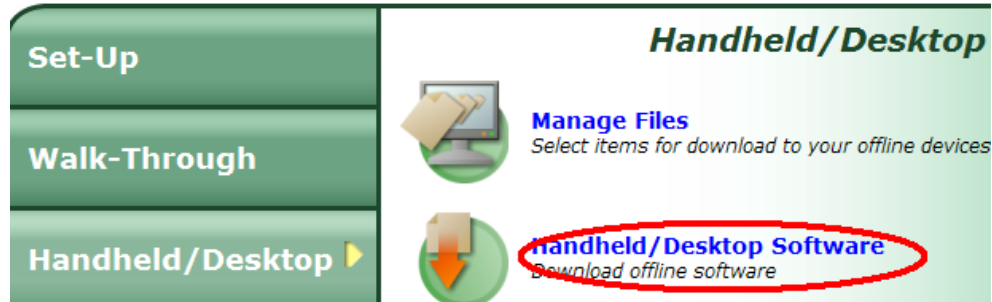 Set-Up
Walk-Through
Handheld/Desktop
Handheld/Desktop
Manage Files
Select items for download to your offline devices
Handheld/Desktop Software
Download offline software